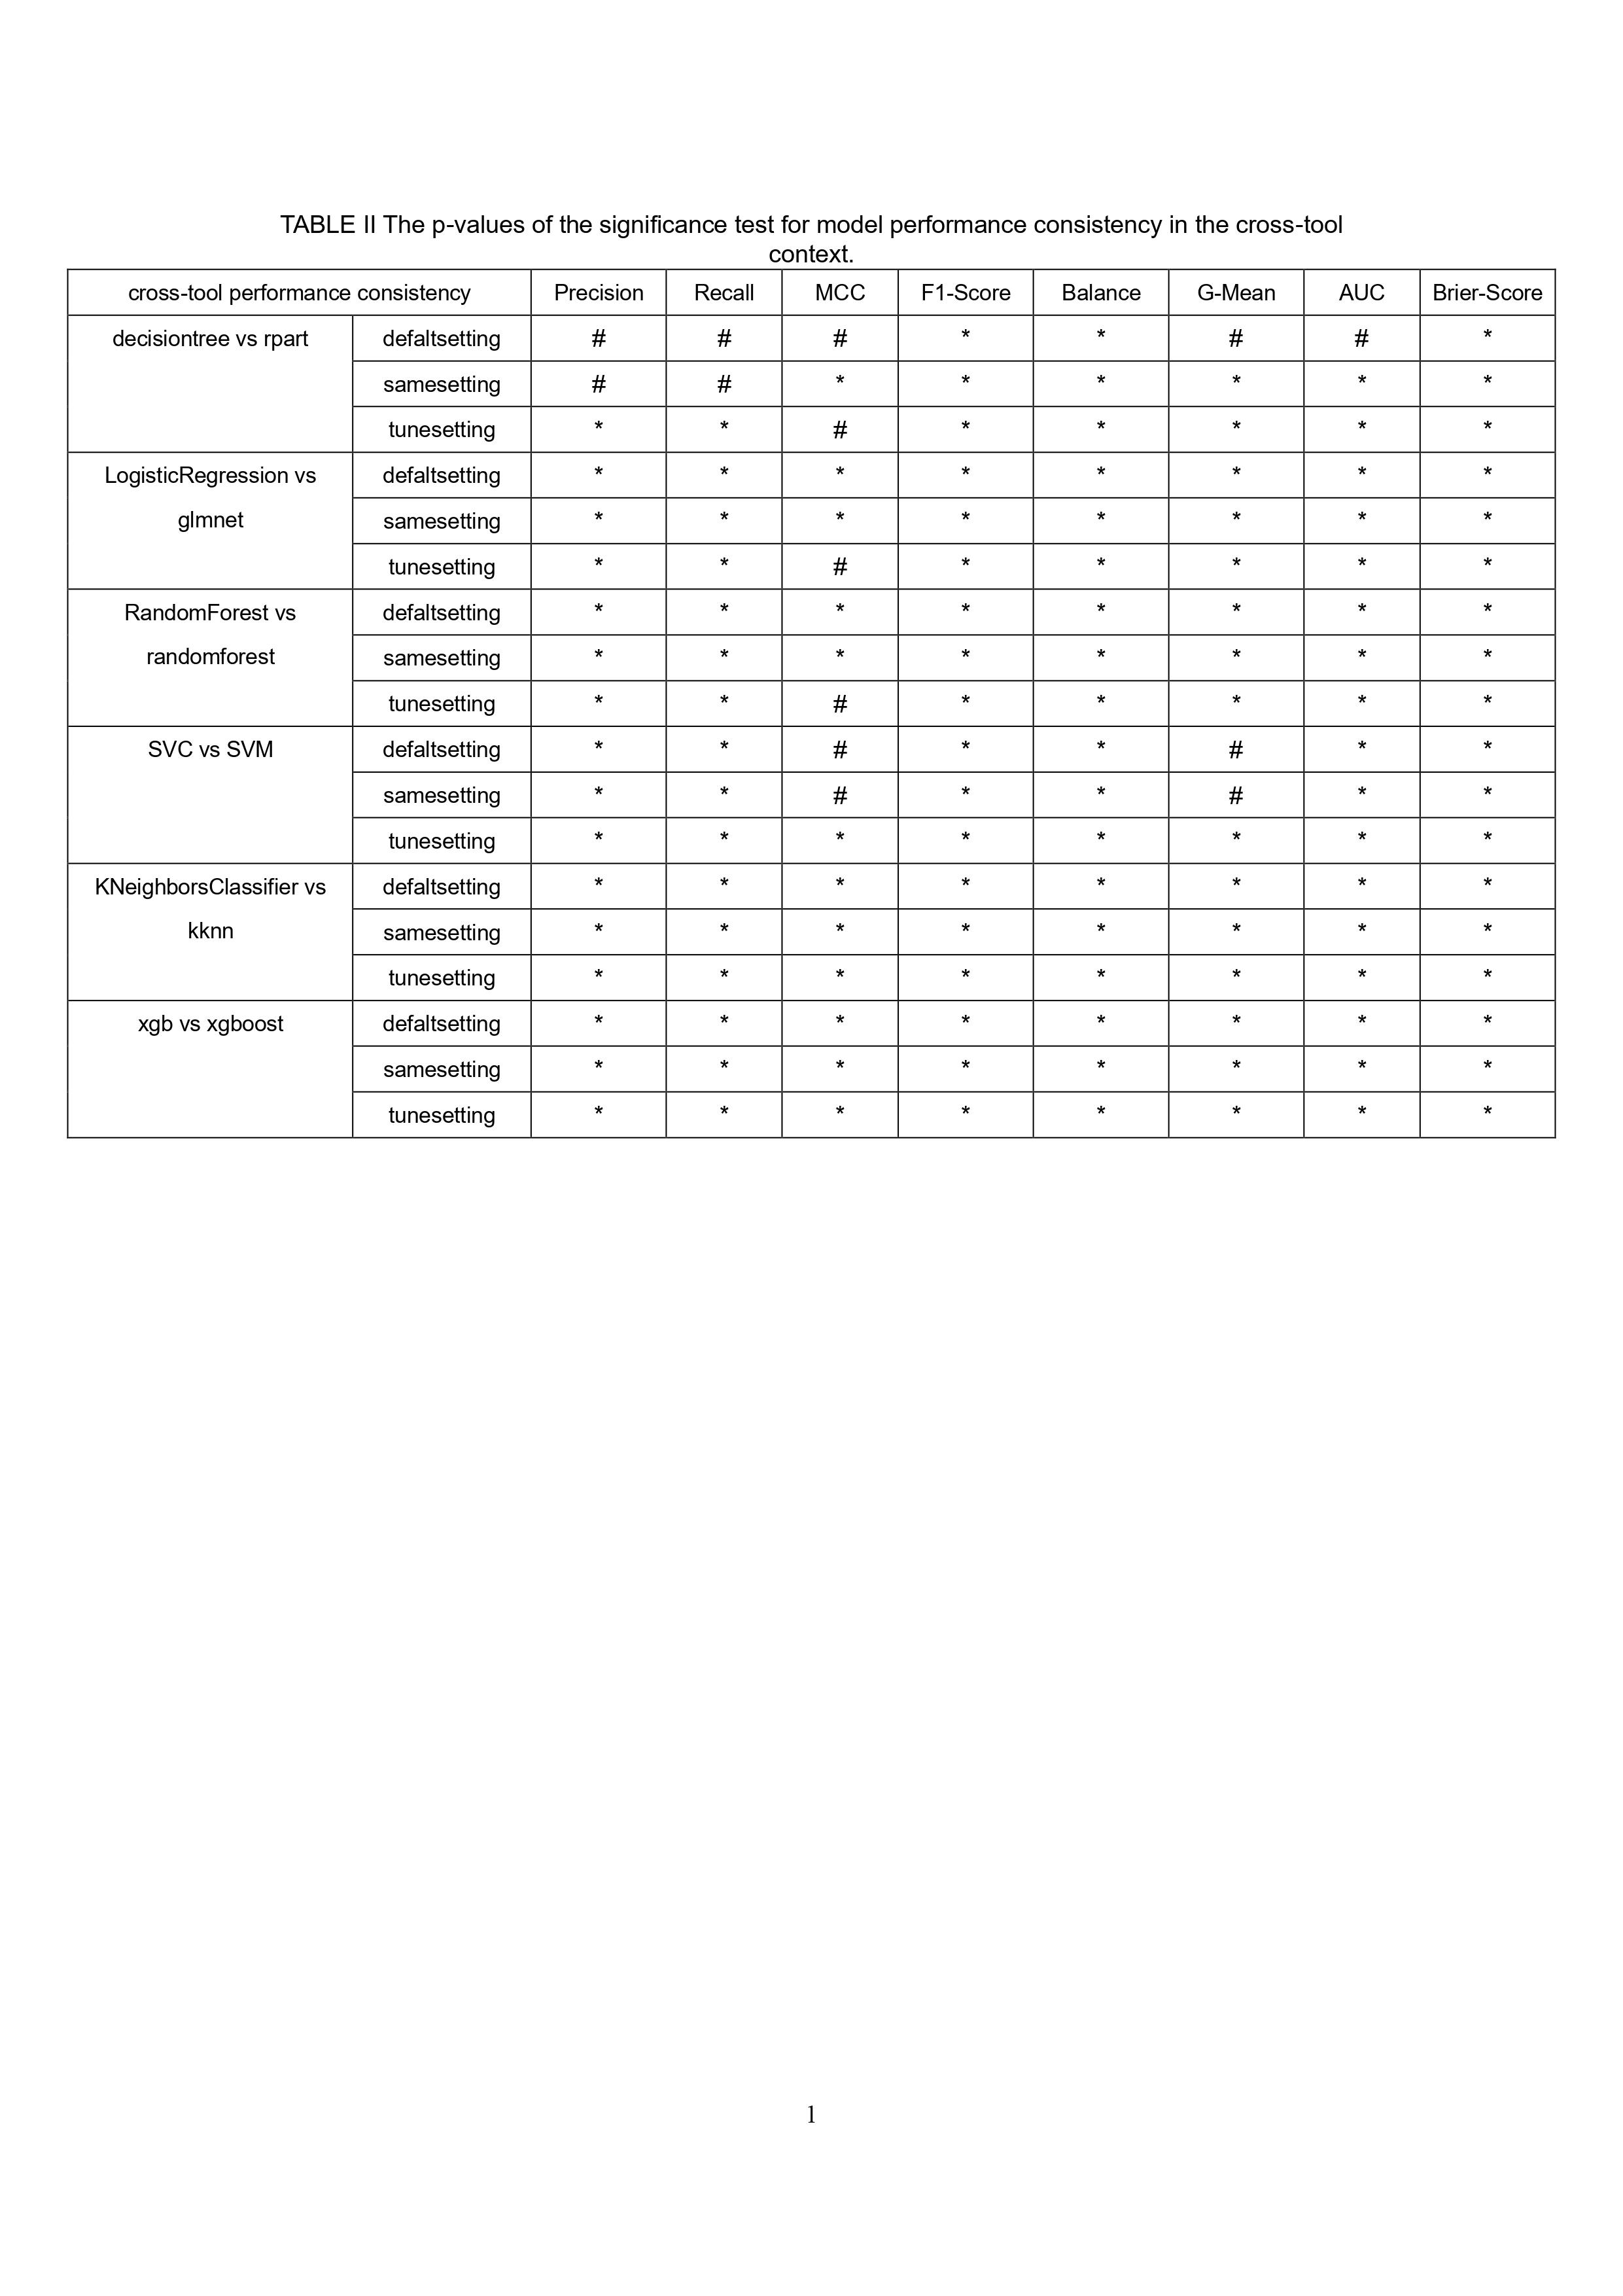 TABLE II The p-values of the significance test for model performance consistency in the cross-tool
context.
cross-tool performance consistency Precision Recall MCC F1-Score Balance G-Mean AUC Brier-Score
decisiontree vs rpart defaltsetting # # # * * # # *
samesetting # # * * * * * *
tunesetting * * # * * * * *
LogisticRegression vs defaltsetting * * * * * * * *
glmnet samesetting * * * * * * * *
tunesetting * * # * * * * *
RandomForest vs defaltsetting * * * * * * * *
randomforest samesetting * * * * * * * *
tunesetting * * # * * * * *
SVC vs SVM defaltsetting * * # * * # * *
samesetting * * # * * # * *
tunesetting * * * * * * * *
KNeighborsClassifier vs defaltsetting * * * * * * * *
kknn samesetting * * * * * * * *
tunesetting * * * * * * * *
xgb vs xgboost defaltsetting * * * * * * * *
samesetting * * * * * * * *
tunesetting * * * * * * * *
1